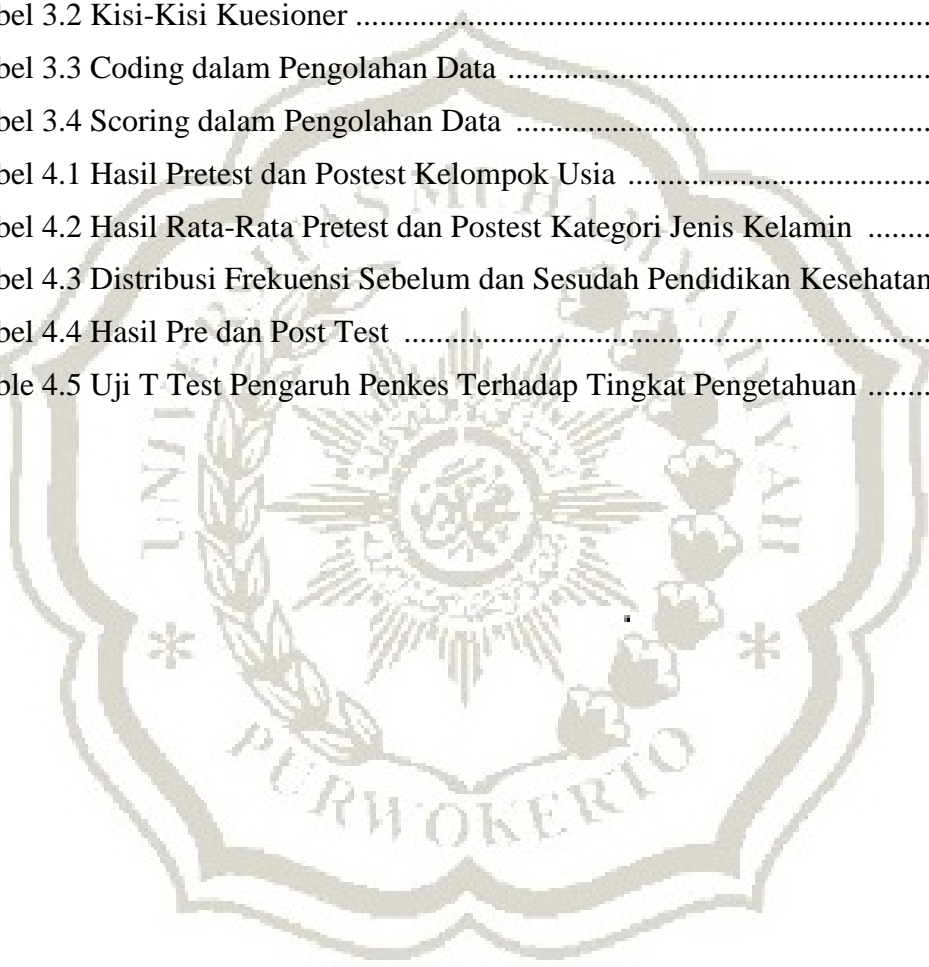 bel 3.2 Kisi-Kisi Kuesioner ........................................................................
bel 3.3 Coding dalam Pengolahan Data ......................................................
bel 3.4 Scoring dalam Pengolahan Data .....................................................
bel 4.1 Hasil Pretest dan Postest Kelompok Usia .......................................
bel 4.2 Hasil Rata-Rata Pretest dan Postest Kategori Jenis Kelamin ........
bel 4.3 Distribusi Frekuensi Sebelum dan Sesudah Pendidikan Kesehatan
bel 4.4 Hasil Pre dan Post Test ..................................................................
ble 4.5 Uji T Test Pengaruh Penkes Terhadap Tingkat Pengetahuan ........
PURWOKERTO